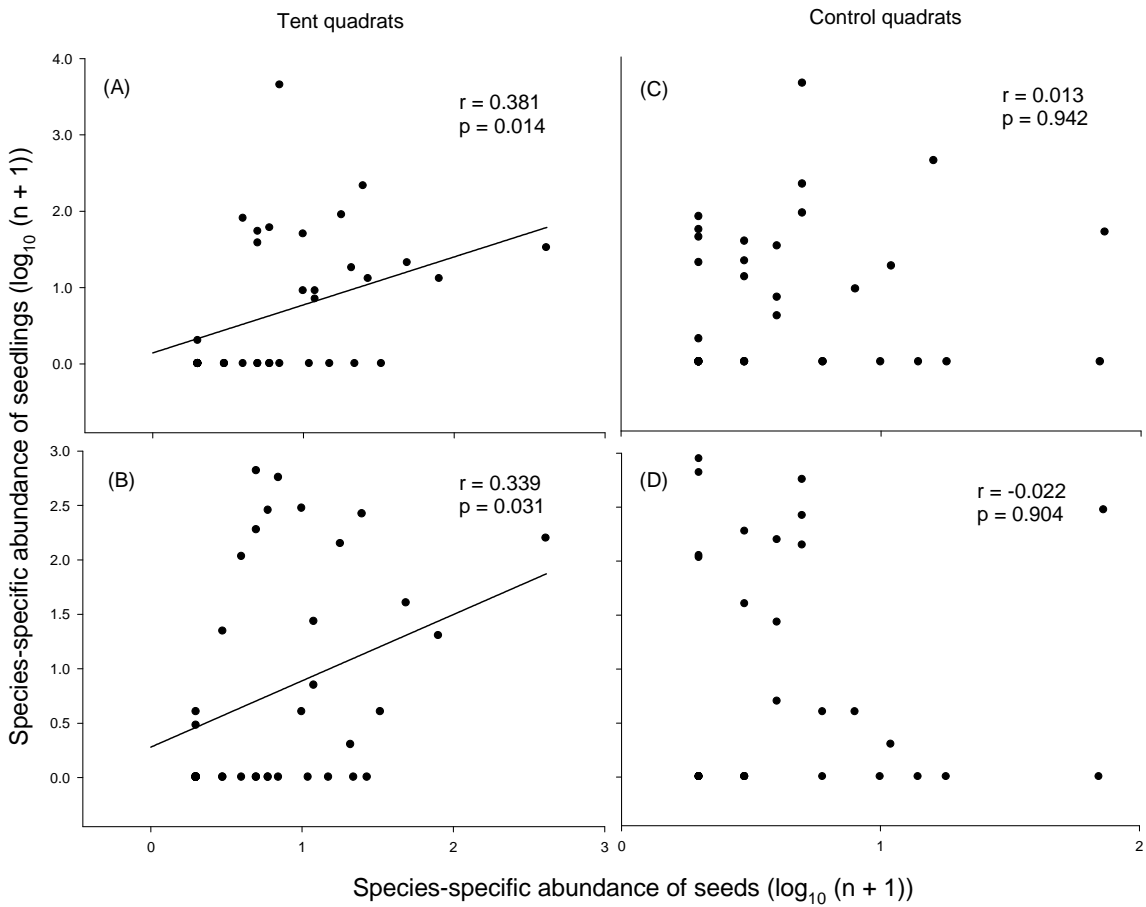 Tent quadrats
Control quadrats
(A)
r = 0.381
p = 0.014
(C)
r = 0.013
p = 0.942
4.0
3.0
2.0
1.0
0.0
(B)
r = 0.339
p = 0.031
(D)
r = -0.022
p = 0.904
3.0
2.5
2.0
1.5
1.0
0.5
0.0
0 1 2 3 0 1 2
Species-specific abundance of seedlings (log10 (n + 1))
Species-specific abundance of seeds (log10 (n + 1))